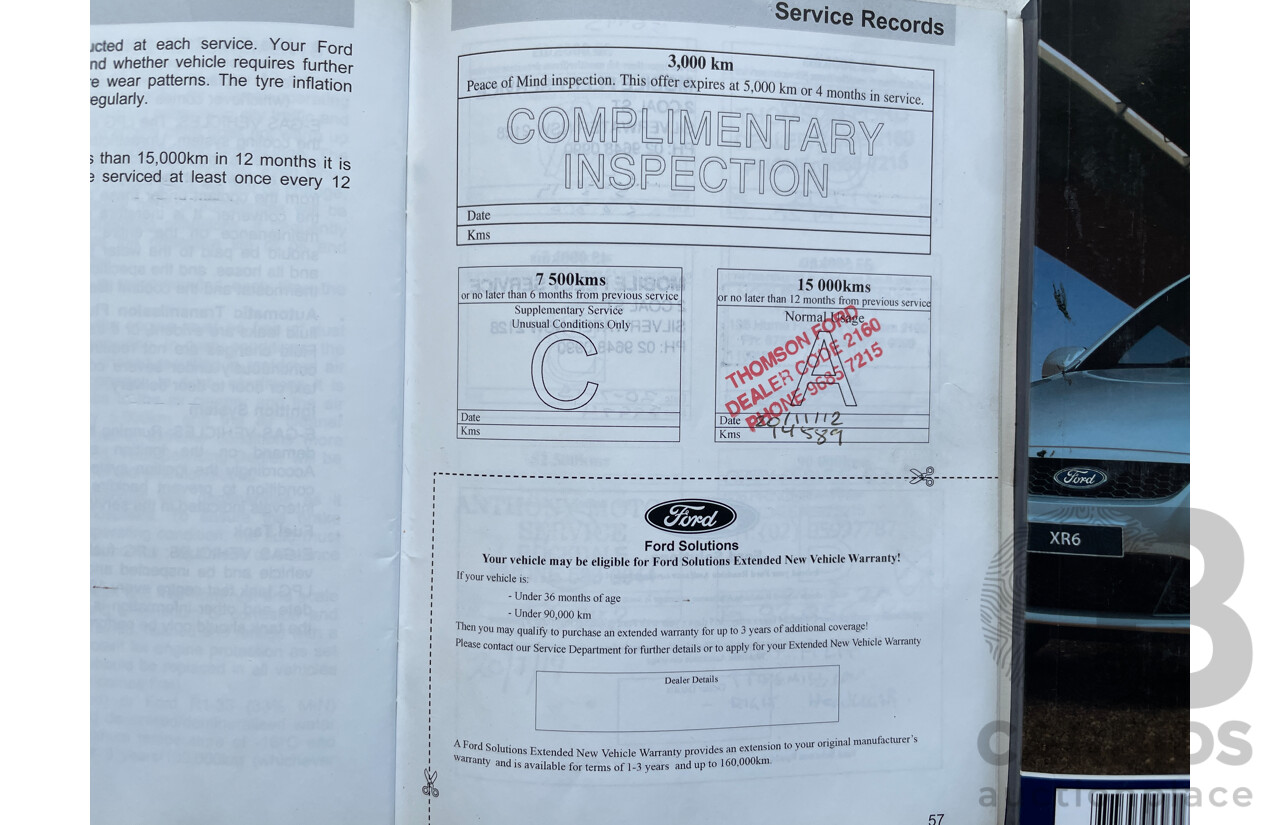 ucted at each service. Your Ford
nd whether vehicle requires further
e wear patterns. The tyre inflation
egularly.
s than 15,000km in 12 months it is
e serviced at least once every 12
Service Records
3,000 km
Peace of Mind inspection. This offer expires at 5,000 km or 4 months in service.
COMPLIMENTARY
INSPECTION
Date
Kms
7 500kms
or no later than 6 months from previous service
Supplementary Service
Unusual Conditions Only
C
Date
Kms
15 000kms
or no later than 12 months from previous service
Normal Usage
A
THOMSON FORD
DEALER CODE 2160
PHONE 9685 7215
Date 20/11/12
Kms 94589
Ford
Ford Solutions
Your vehicle may be eligible for Ford Solutions Extended New Vehicle Warranty!
If your vehicle is:
- Under 36 months of age
- Under 90,000 km
Then you may qualify to purchase an extended warranty for up to 3 years of additional coverage!
Please contact our Service Department for further details or to apply for your Extended New Vehicle Warranty
Dealer Details
A Ford Solutions Extended New Vehicle Warranty provides an extension to your original manufacturer's
warranty and is available for terms of 1-3 years and up to 160,000km.
57
Ford
XR6